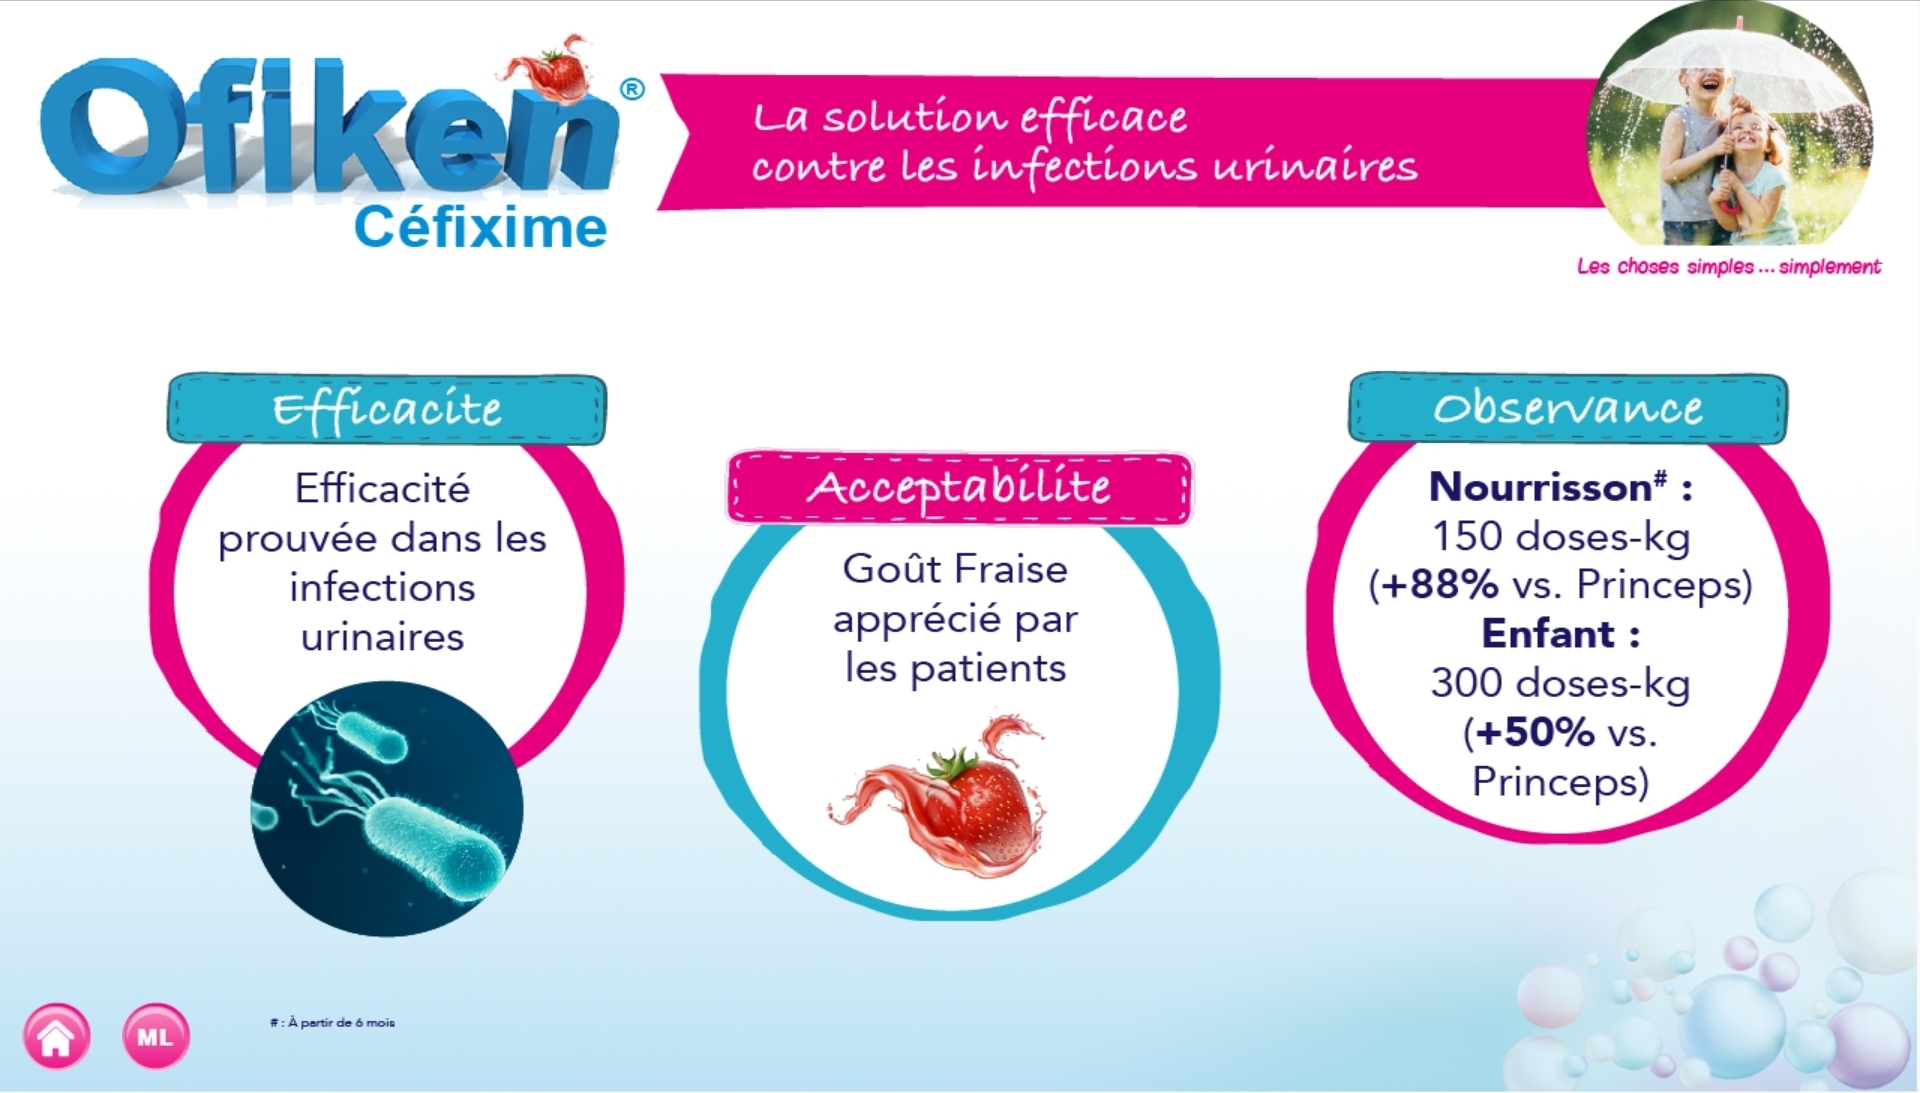 Ofiken®
Céfixime
La solution efficace
contre les infections urinaires
Les choses simples... simplement
Efficacite
Efficacité
prouvée dans les
infections
urinaires
Acceptabilite
Goût Fraise
apprécié par
les patients
Observance
Nourrisson# :
150 doses-kg
(+88% vs. Princeps)
Enfant :
300 doses-kg
(+50% vs.
Princeps)
ML
# : À partir de 6 mois